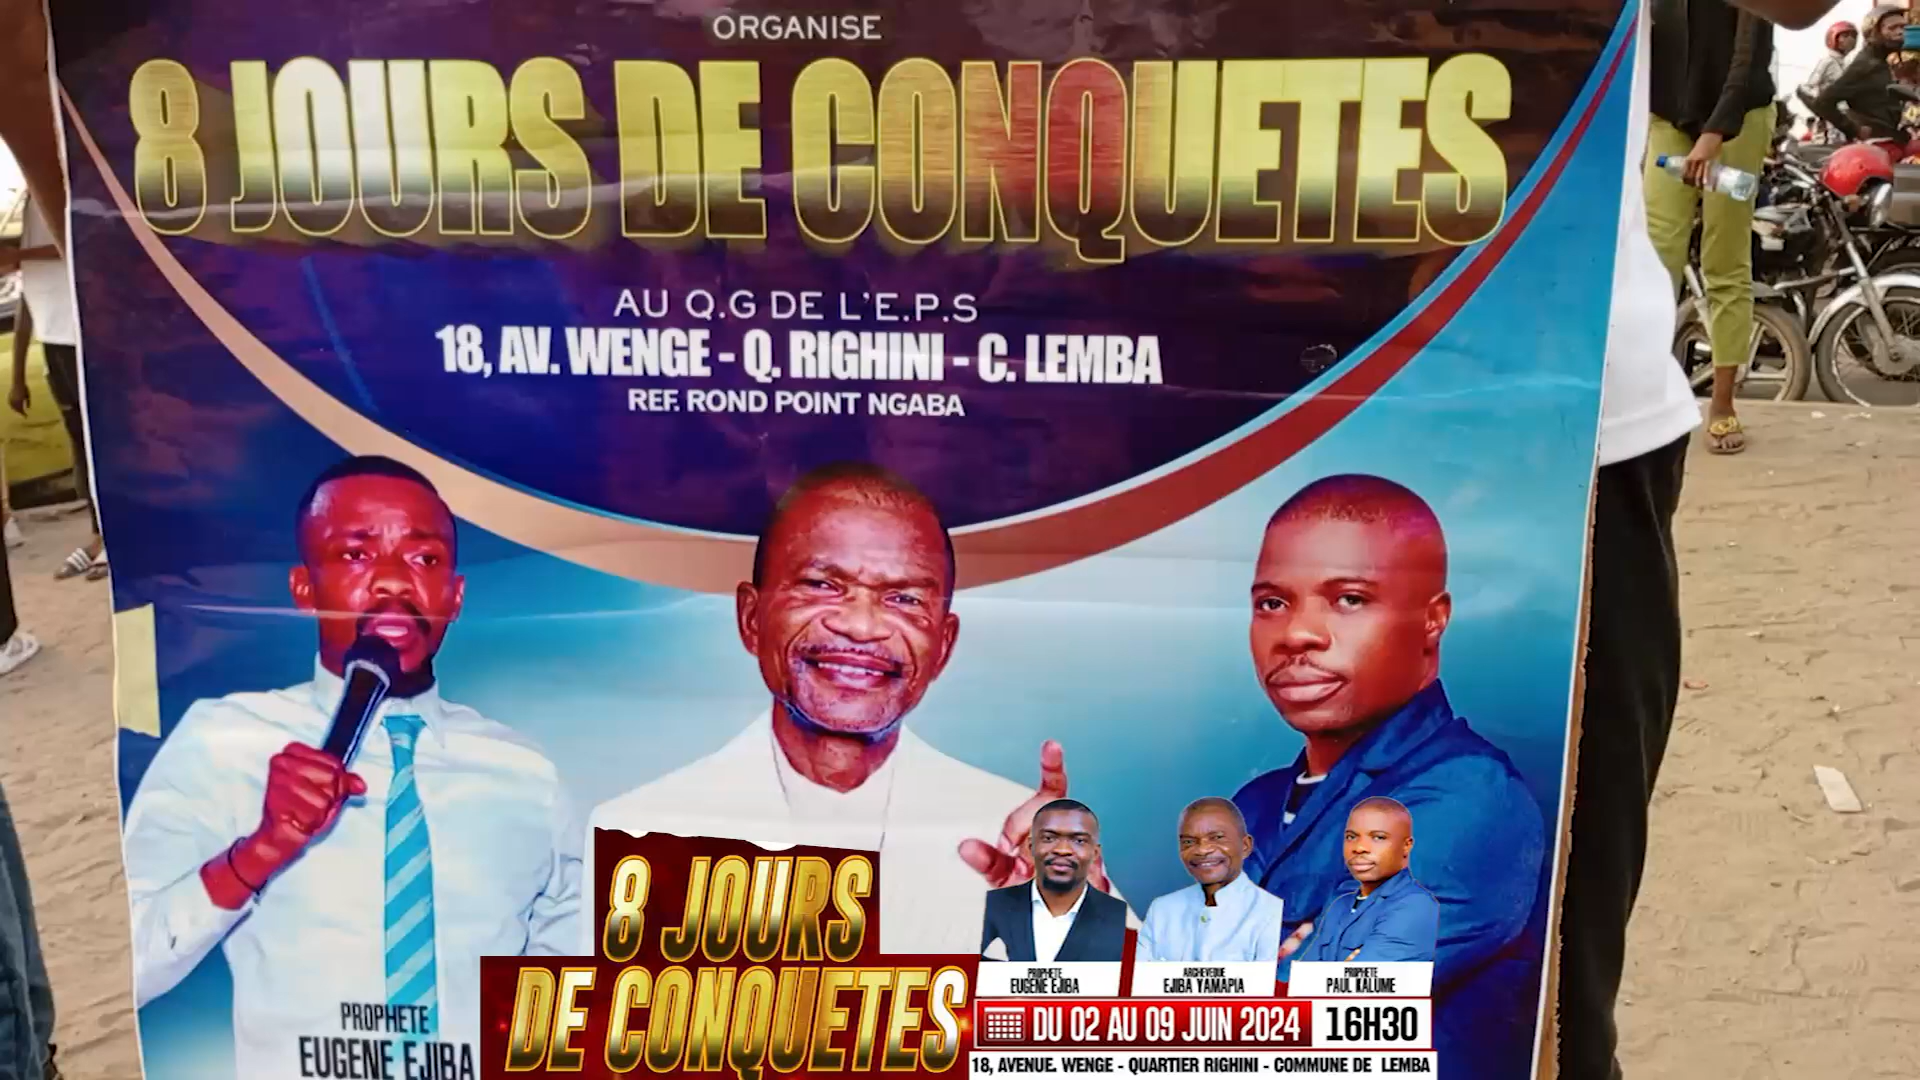 ORGANISE
8 JOURS DE CONQUETES
AU Q.G DE L'E.P.S
18, AV. WENGE - Q. RIGHINI - C. LEMBA
REF. ROND POINT NGABA
PROPHETE
EUGENE EJIBA
8 JOURS
DE CONQUETES
PROPHETE
EUGENE EJIBA
ARCHEVEQUE
EJIBA YAMAPIA
PROPHETE
PAUL KALUME
DU 02 AU 09 JUIN 2024
16H30
18, AVENUE. WENGE - QUARTIER RIGHINI - COMMUNE DE LEMBA